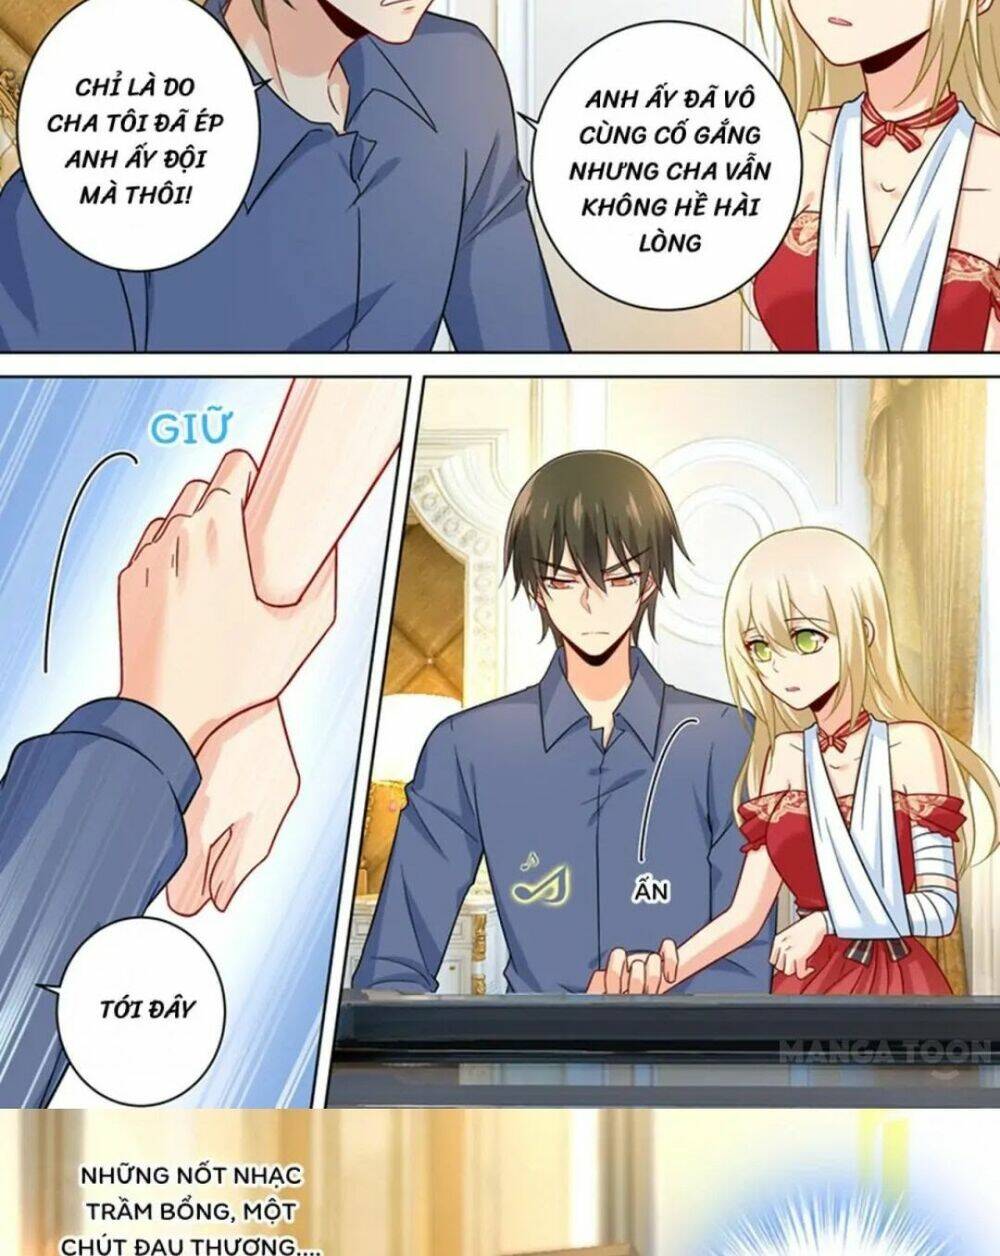 CHỈ LÀ DO
CHA TÔI ĐÃ ÉP
ANH ẤY ĐỘI
MÀ THÔI!
ANH ẤY ĐÃ VÔ
CÙNG CỐ GẮNG
NHƯNG CHA VẪN
KHÔNG HỀ HÀI
LÒNG
GIỮ
TỚI ĐÂY
ẤN
MANGATOON
NHỮNG NỐT NHẠC
TRẦM BỔNG, MỘT
CHÚT ĐAU THƯƠNG....